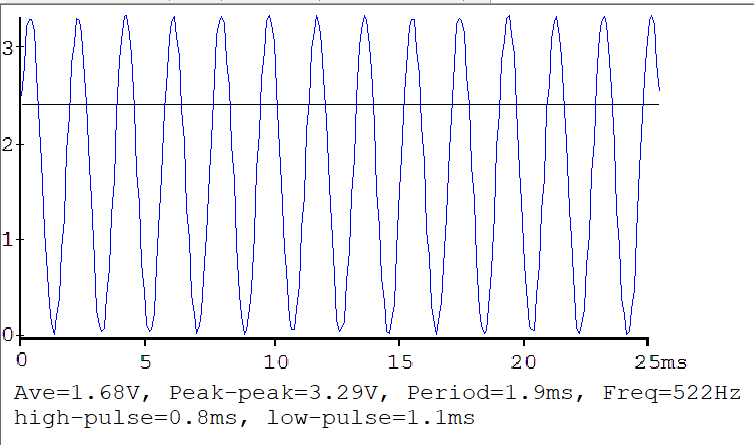 3
2
1
0
0 5 10 15 20 25ms
Ave=1.68V, Peak-peak=3.29V, Period=1.9ms, Freq=522Hz
high-pulse=0.8ms, low-pulse=1.1ms